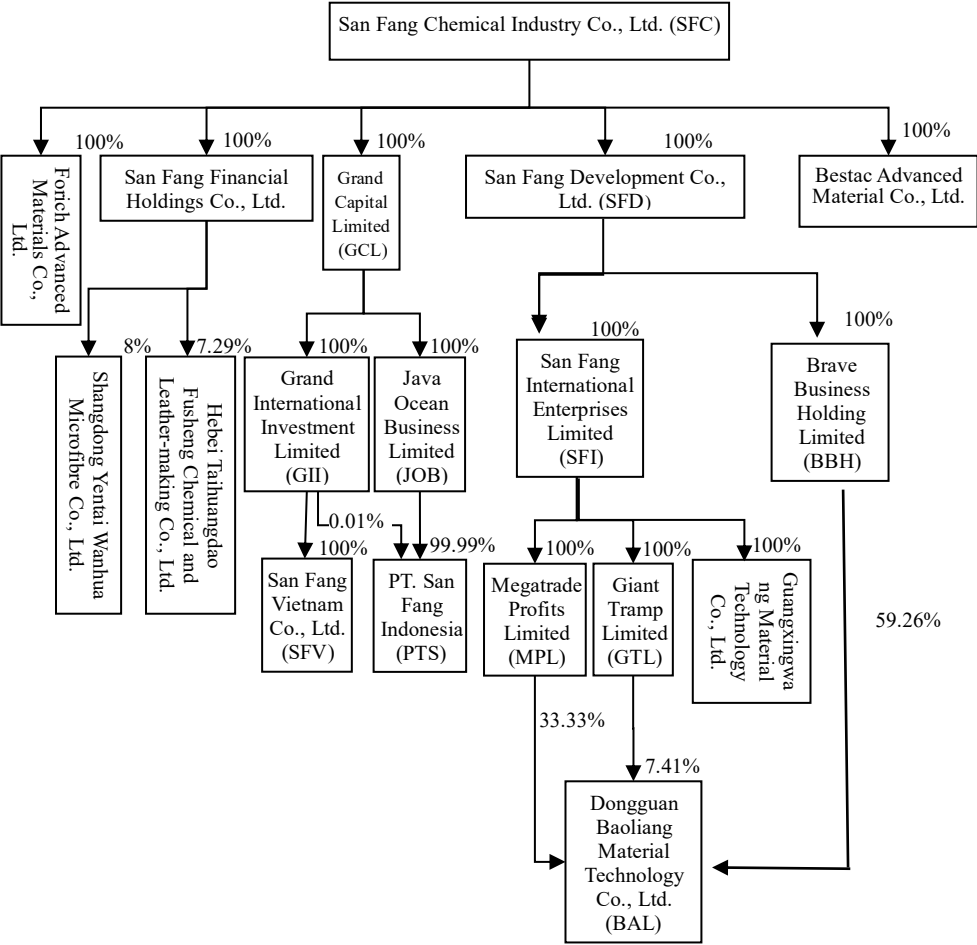 San Fang Chemical Industry Co., Ltd. (SFC)
100%
100%
100%
100%
100%
Forich Advanced
Materials Co.,
Ltd.
San Fang Financial
Holdings Co., Ltd.
Grand
Capital
Limited
(GCL)
San Fang Development Co.,
Ltd. (SFD)
Bestac Advanced
Material Co., Ltd.
8%
7.29%
100%
100%
100%
100%
Shangdong Yentai Wanhua
Microfibre Co., Ltd.
Hebei Taihuangdao
Fusheng Chemical and
Leather-making Co., Ltd.
Grand
International
Investment
Limited
(GII)
Java
Ocean
Business
Limited
(JOB)
San Fang
International
Enterprises
Limited
(SFI)
Brave
Business
Holding
Limited
(BBH)
0.01%
100%
99.99%
100%
100%
100%
San Fang
Vietnam
Co., Ltd.
(SFV)
PT. San
Fang
Indonesia
(PTS)
Megatrade
Profits
Limited
(MPL)
Giant
Tramp
Limited
(GTL)
Guangxingwa
ng Material
Technology
Co., Ltd.
59.26%
33.33%
7.41%
Dongguan
Baoliang
Material
Technology
Co., Ltd.
(BAL)